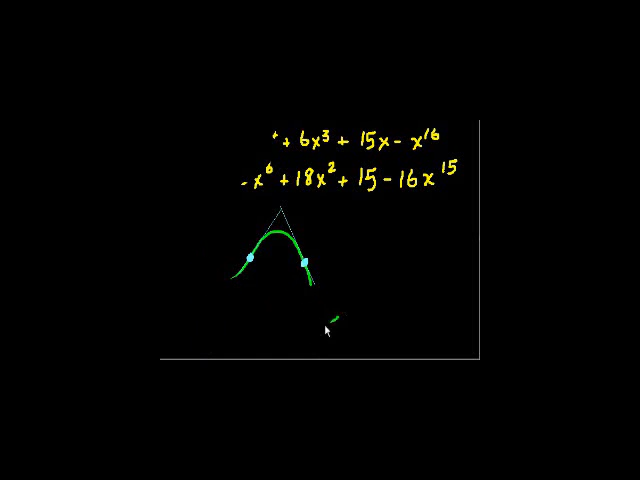 + 6x³ + 15x - x¹⁶
- x⁶ + 18x² + 15 - 16x¹⁵